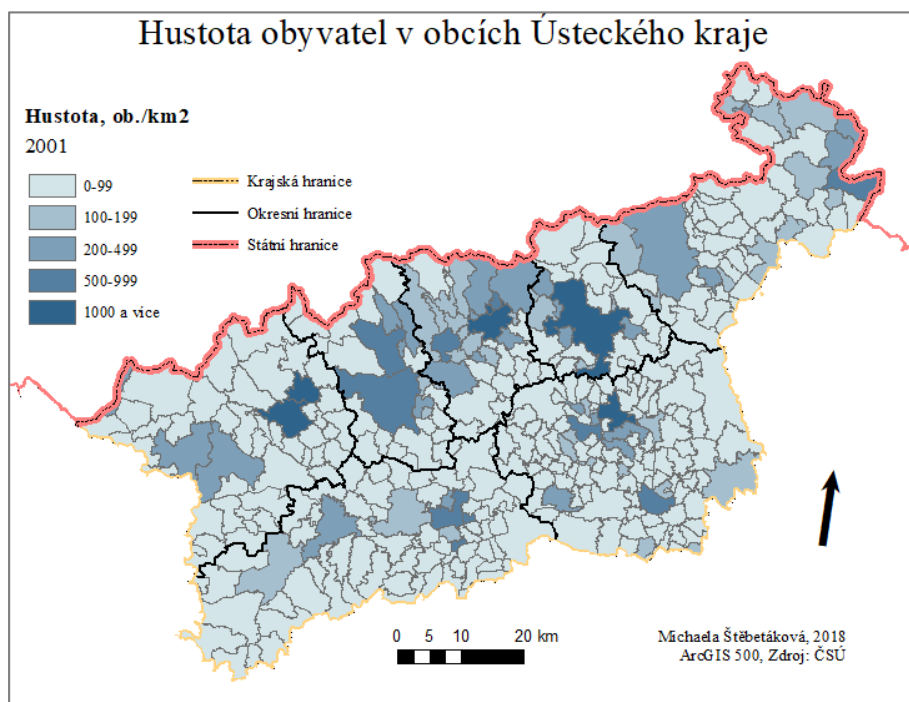 Hustota obyvatel v obcích Ústeckého kraje
Hustota, ob./km2
2001
0-99
100-199
200-499
500-999
1000 a více
Krajská hranice
Okresní hranice
Státní hranice
0 5 10 20 km
Michaela Štěbetáková, 2018
ArcGIS 500, Zdroj: ČSÚ